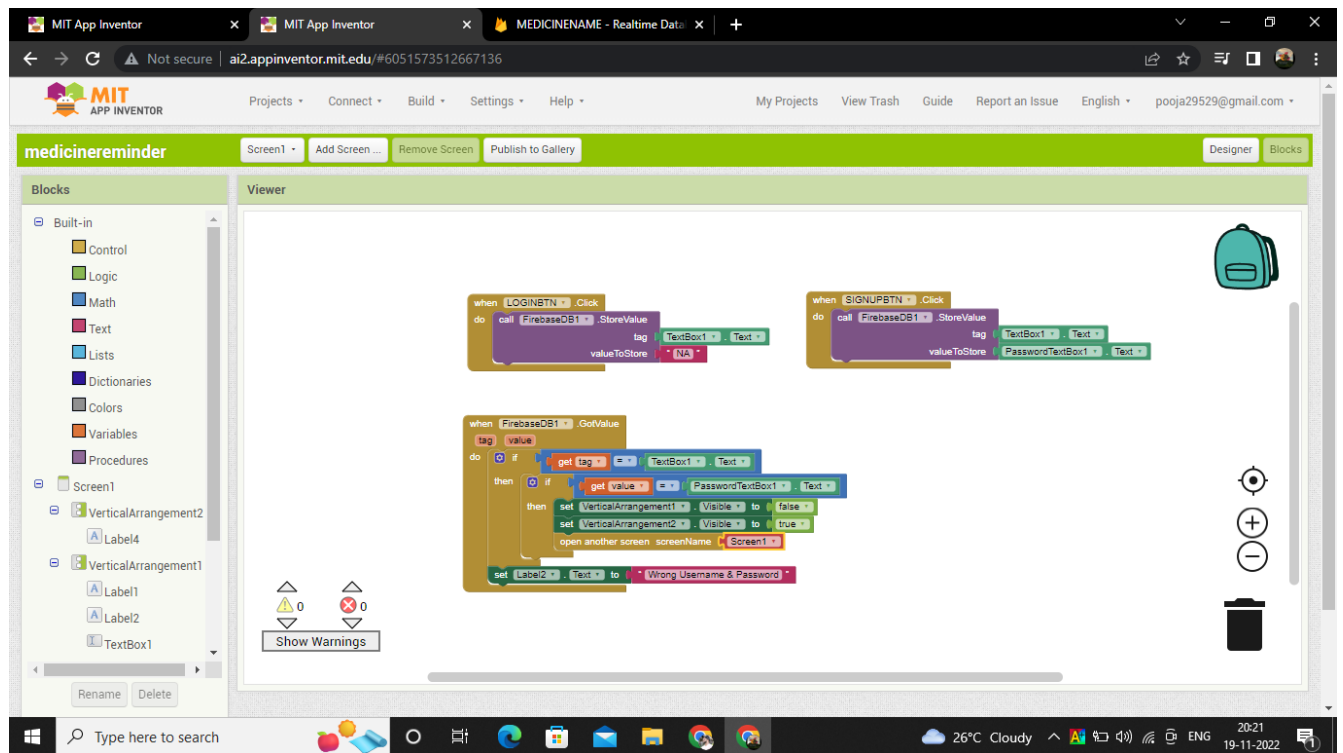 MIT App Inventor
MIT App Inventor
MEDICINENAME - Realtime Data
Not secure | ai2.appinventor.mit.edu/#6051573512667136
MIT
APP INVENTOR
Projects
Connect
Build
Settings
Help
My Projects
View Trash
Guide
Report an Issue
English
pooja29529@gmail.com
medicinereminder
Screen1
Add Screen ...
Remove Screen
Publish to Gallery
Designer
Blocks
Blocks
Viewer
Built-in
Control
Logic
Math
Text
Lists
Dictionaries
Colors
Variables
Procedures
Screen1
VerticalArrangement2
Label4
VerticalArrangement1
Label1
Label2
TextBox1
Rename
Delete
when LOGINBTN .Click
do call FirebaseDB1 .StoreValue
tag TextBox1 . Text
valueToStore " NA "
when SIGNUPBTN .Click
do call FirebaseDB1 .StoreValue
tag TextBox1 . Text
valueToStore PasswordTextBox1 . Text
when FirebaseDB1 .GotValue
tag value
do if get tag = TextBox1 . Text
then if get value = PasswordTextBox1 . Text
then set VerticalArrangement1 . Visible to false
set VerticalArrangement2 . Visible to true
open another screen screenName Screen1
set Label2 . Text to " Wrong Username & Password "
0
0
Show Warnings
Type here to search
26°C Cloudy
ENG
20:21
19-11-2022
1